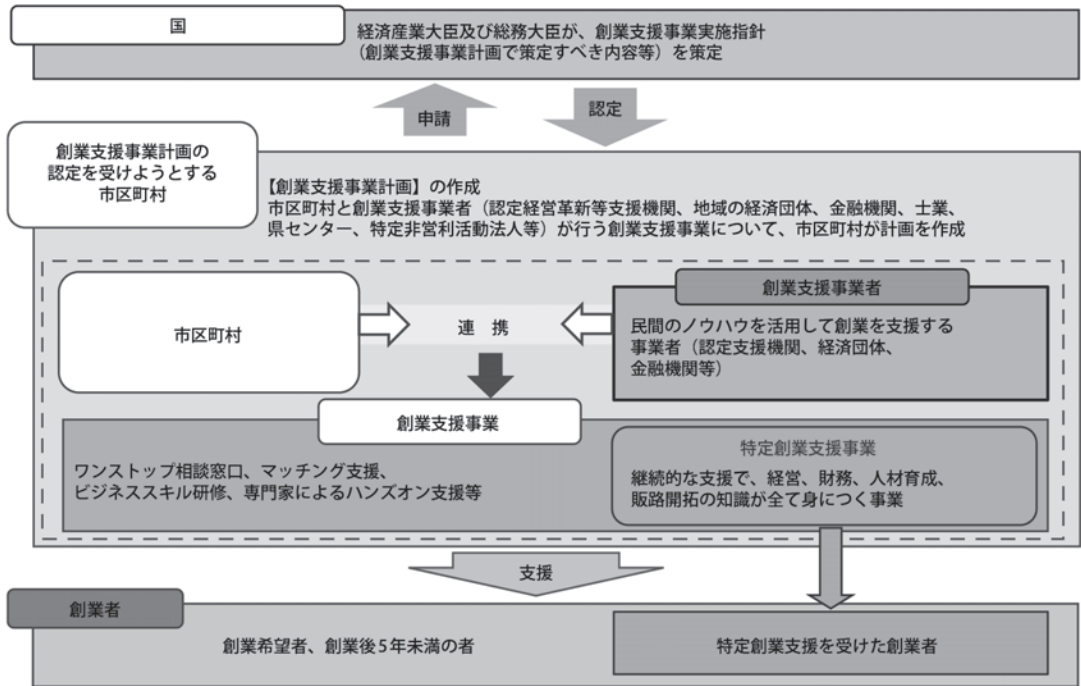 国
経済産業大臣及び総務大臣が、創業支援事業実施指針
（創業支援事業計画で策定すべき内容等）を策定
申請
認定
創業支援事業計画の
認定を受けようとする
市区町村
【創業支援事業計画】の作成
市区町村と創業支援事業者（認定経営革新等支援機関、地域の経済団体、金融機関、士業、
県センター、特定非営利活動法人等）が行う創業支援事業について、市区町村が計画を作成
市区町村
連　携
創業支援事業者
民間のノウハウを活用して創業を支援する
事業者（認定支援機関、経済団体、
金融機関等）
創業支援事業
ワンストップ相談窓口、マッチング支援、
ビジネススキル研修、専門家によるハンズオン支援等
特定創業支援事業
継続的な支援で、経営、財務、人材育成、
販路開拓の知識が全て身につく事業
支援
創業者
創業希望者、創業後5年未満の者
特定創業支援を受けた創業者